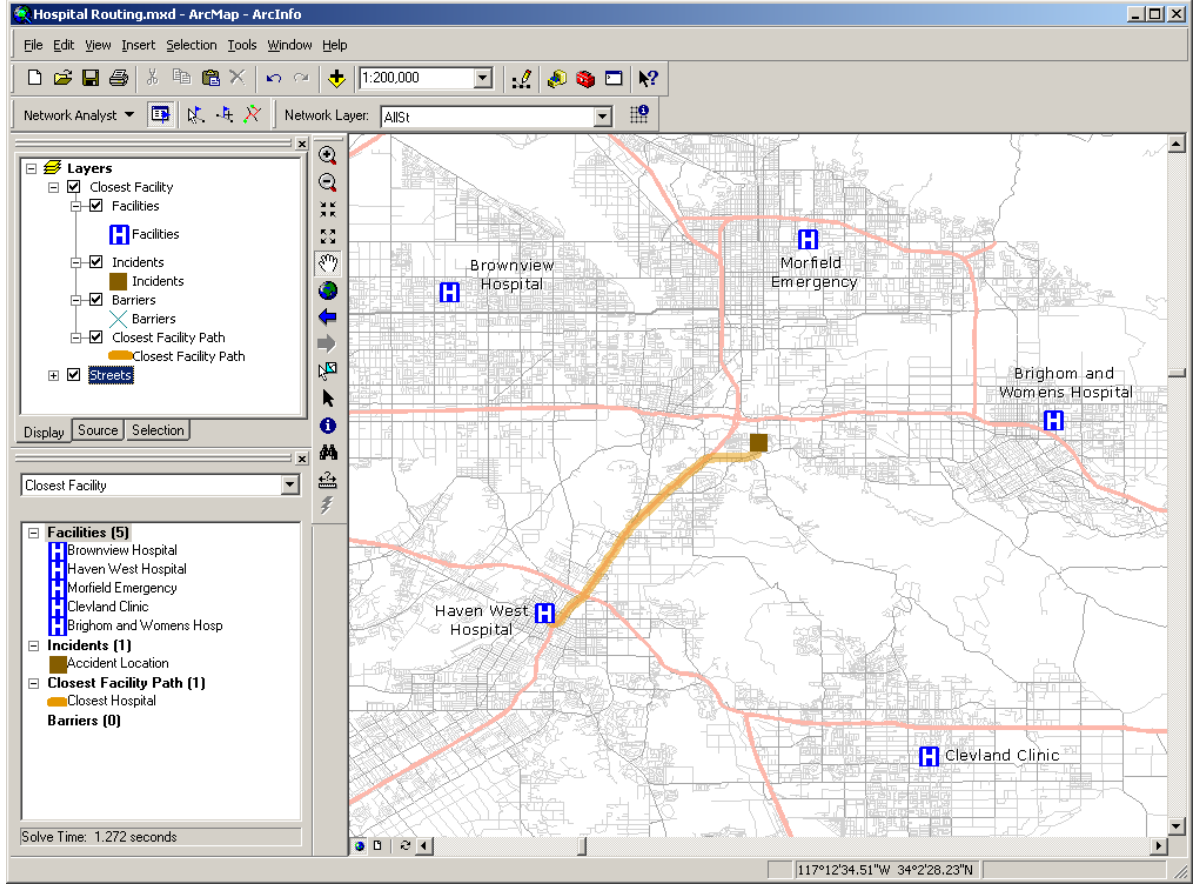 Hospital Routing.mxd - ArcMap - ArcInfo
File Edit View Insert Selection Tools Window Help
1:200,000
Network Analyst
Network Layer: AllSt
Layers
Closest Facility
Facilities
Facilities
Incidents
Incidents
Barriers
Barriers
Closest Facility Path
Closest Facility Path
Streets
Display Source Selection
Closest Facility
Facilities (5)
H Brownview Hospital
H Haven West Hospital
H Morfield Emergency
H Clevland Clinic
H Brighom and Womens Hosp
Incidents (1)
Accident Location
Closest Facility Path (1)
Closest Hospital
Barriers (0)
Solve Time: 1.272 seconds
H
Morfield
Emergency
Brownview
Hospital
H
Brighom and
Womens Hospital
H
Haven West
Hospital
H
H Clevland Clinic
117°12'34.51"W 34°2'28.23"N